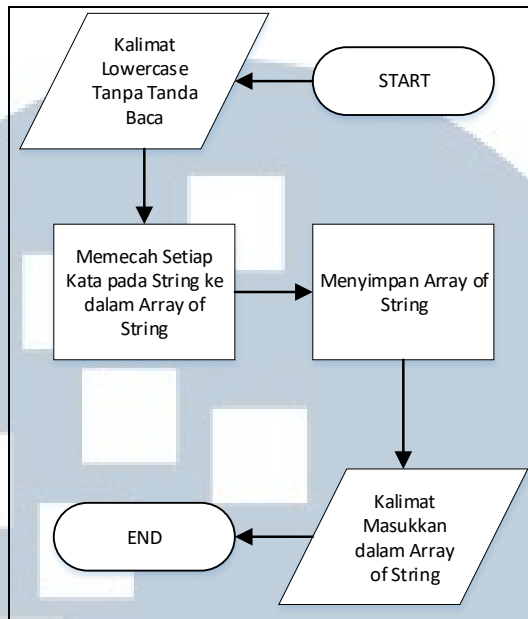 START
Kalimat
Lowercase
Tanpa Tanda
Baca
Memecah Setiap
Kata pada String ke
dalam Array of
String
Menyimpan Array of
String
Kalimat
Masukkan
dalam Array
of String
END